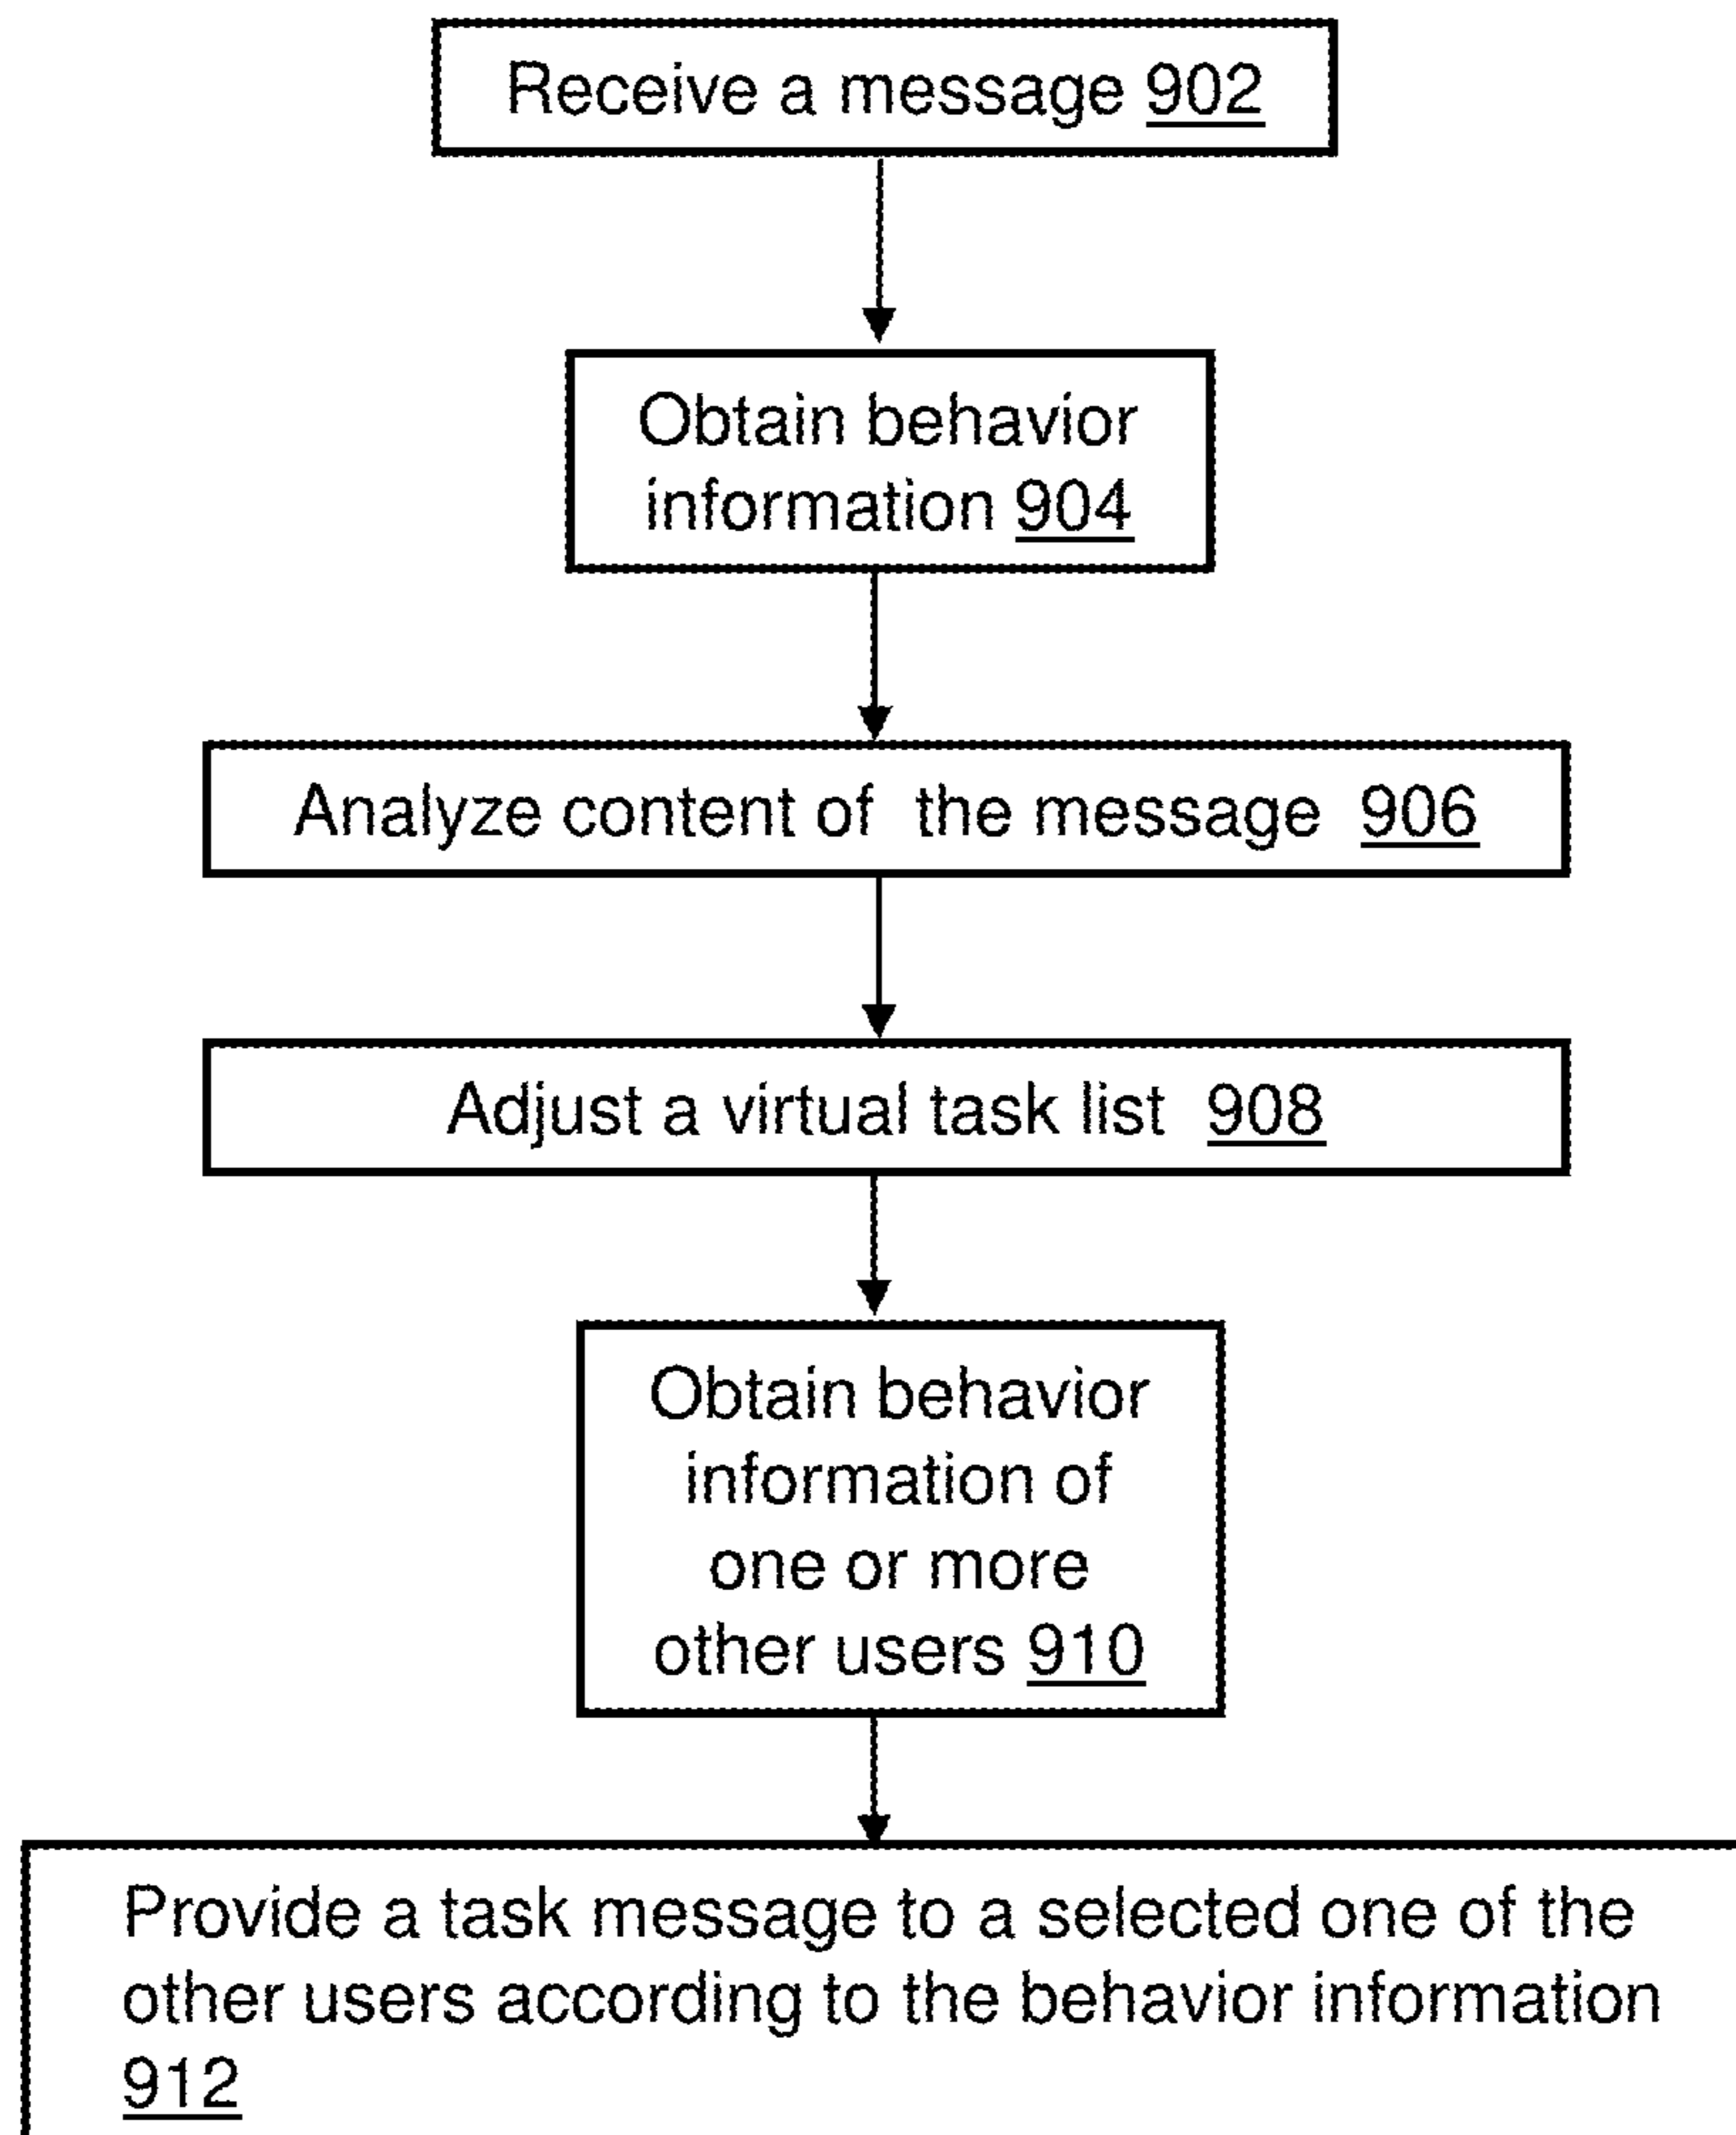 Receive a message 902
Obtain behavior
information 904
Analyze content of the message 906
Adjust a virtual task list 908
Obtain behavior
information of
one or more
other users 910
Provide a task message to a selected one of the
other users according to the behavior information
912